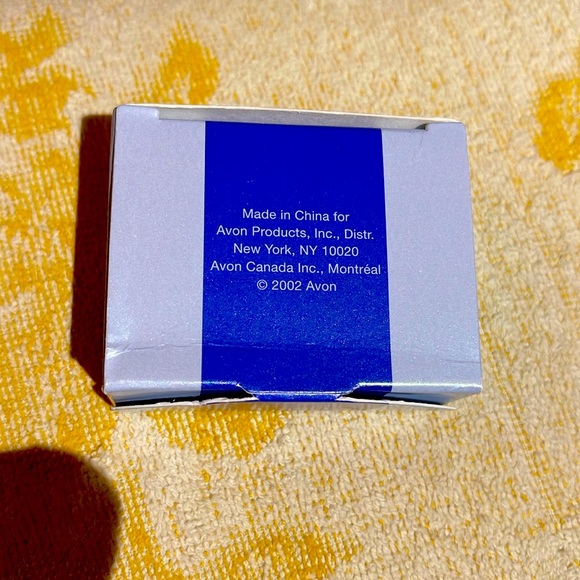 Made in China for
Avon Products, Inc., Distr.
New York, NY 10020
Avon Canada Inc., Montréal
© 2002 Avon